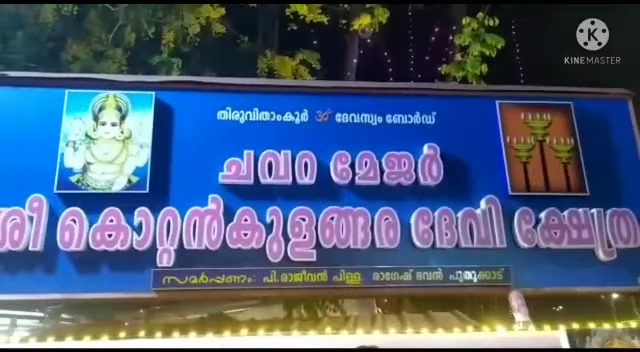 KINEMASTER
തിരുവിതാംകൂർ ദേവസ്വം ബോർഡ്
ചവറ മേജർ
ശ്രീ കൊറ്റൻകുളങ്ങര ദേവി ക്ഷേത്ര
സമർപ്പണം: പി.രാജീവൻ പിള്ള, രാഗേഷ് ഭവൻ പുതുക്കാട്